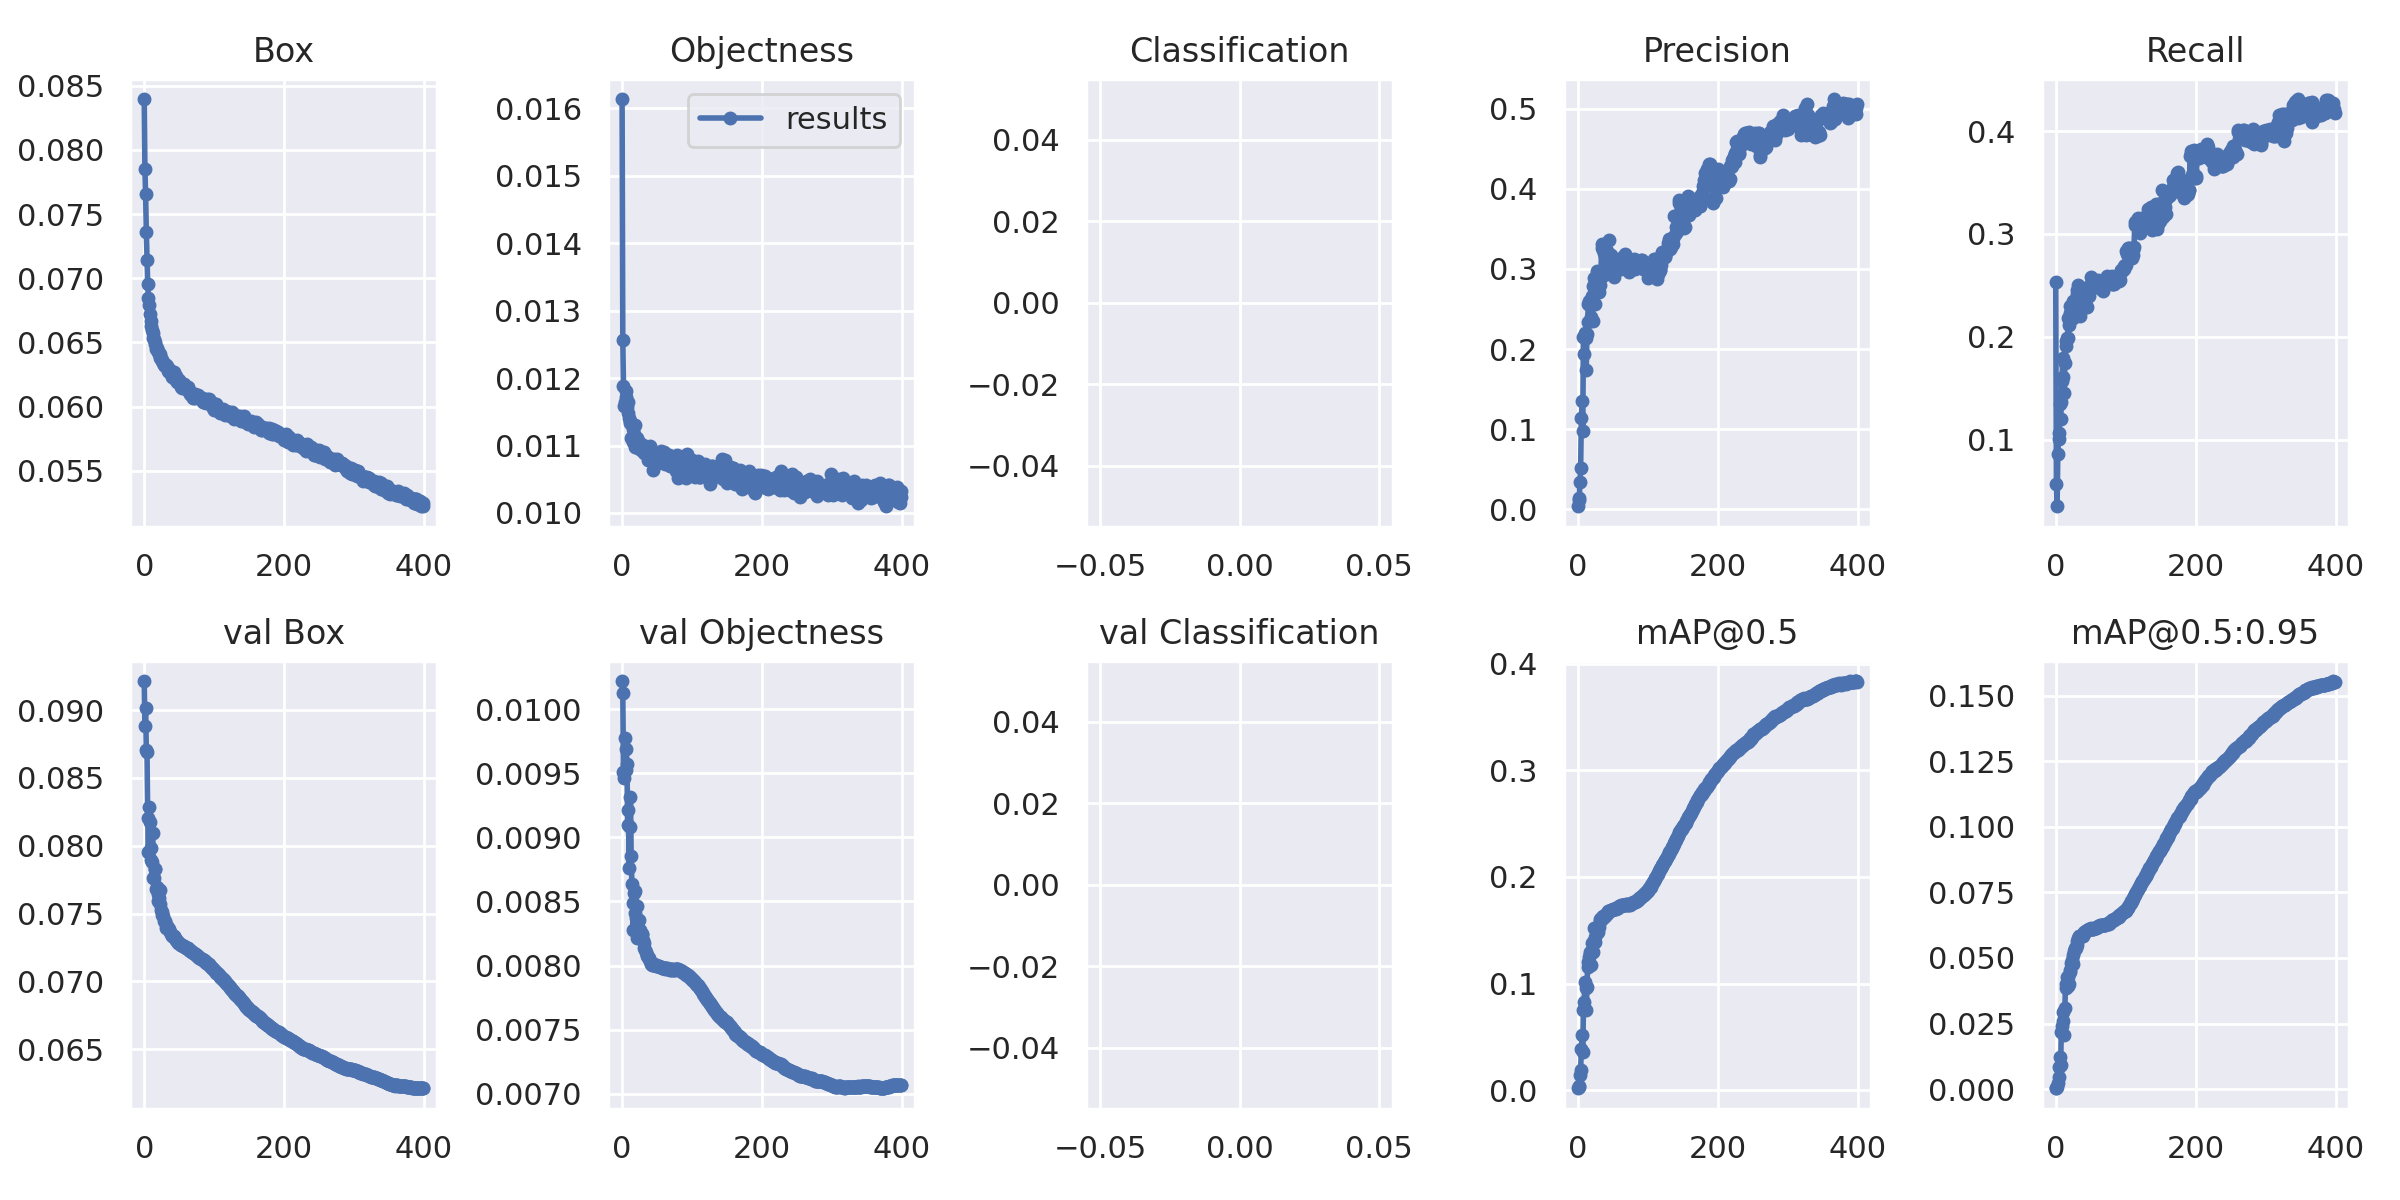 Box
Objectness
Classification
Precision
Recall
0.085
0.080
0.075
0.070
0.065
0.060
0.055
0 200 400
results
0.016
0.015
0.014
0.013
0.012
0.011
0.010
0 200 400
0.04
0.02
0.00
−0.02
−0.04
−0.05 0.00 0.05
0.5
0.4
0.3
0.2
0.1
0.0
0 200 400
0.4
0.3
0.2
0.1
0 200 400
val Box
val Objectness
val Classification
mAP@0.5
mAP@0.5:0.95
0.090
0.085
0.080
0.075
0.070
0.065
0 200 400
0.0100
0.0095
0.0090
0.0085
0.0080
0.0075
0.0070
0 200 400
0.04
0.02
0.00
−0.02
−0.04
−0.05 0.00 0.05
0.4
0.3
0.2
0.1
0.0
0 200 400
0.150
0.125
0.100
0.075
0.050
0.025
0.000
0 200 400